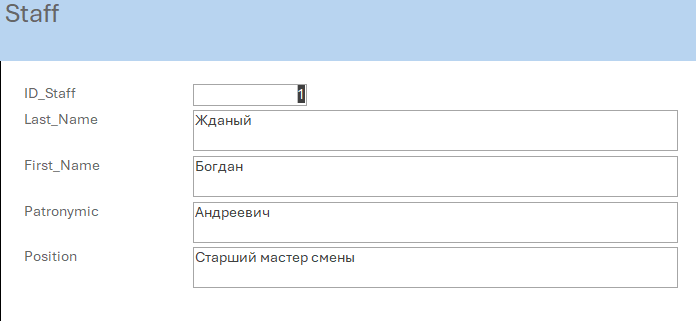 Staff
ID_Staff 1
Last_Name Жданый
First_Name Богдан
Patronymic Андреевич
Position Старший мастер смены